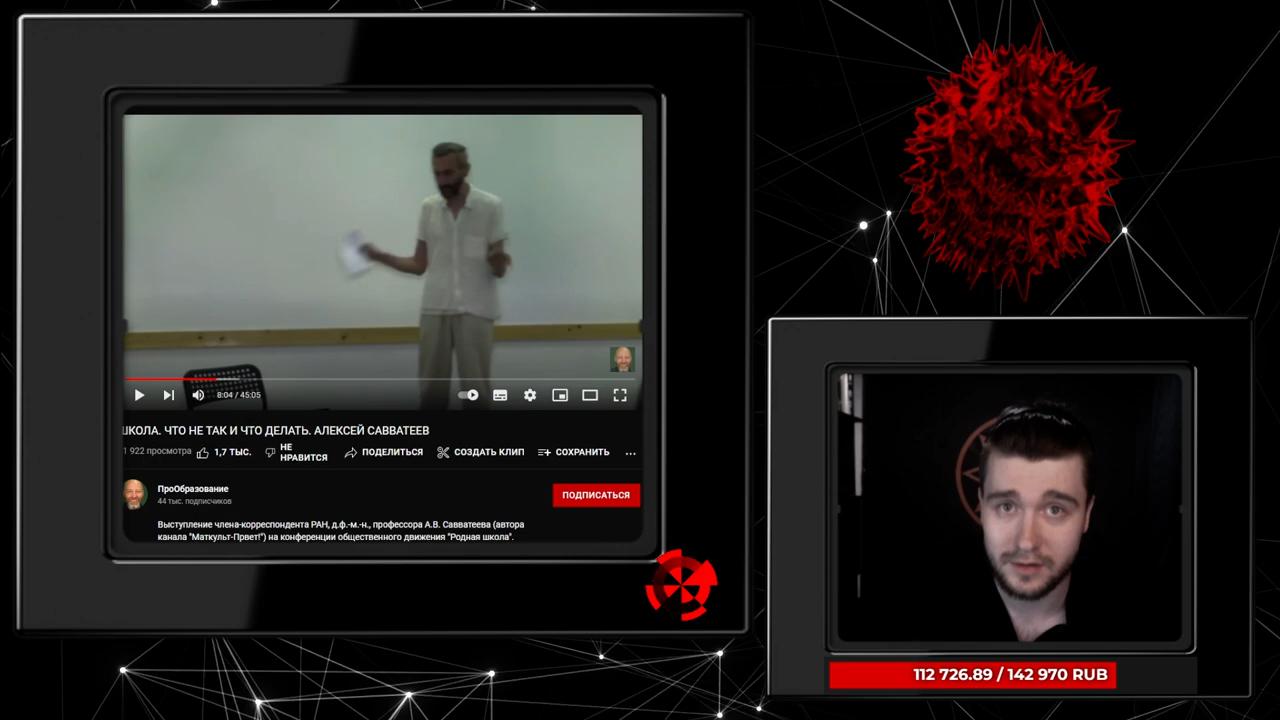 8:04 / 45:05
ШКОЛА. ЧТО НЕ ТАК И ЧТО ДЕЛАТЬ. АЛЕКСЕЙ САВВАТЕЕВ
1 922 просмотра 1,7 ТЫС. НЕ НРАВИТСЯ ПОДЕЛИТЬСЯ СОЗДАТЬ КЛИП СОХРАНИТЬ ...
ПроОбразование
44 тыс. подписчиков
ПОДПИСАТЬСЯ
Выступление члена-корреспондента РАН, д.ф.-м.-н., профессора А.В. Савватеева (автора
канала "Маткульт-Првет!") на конференции общественного движения "Родная школа".
112 726.89 / 142 970 RUB